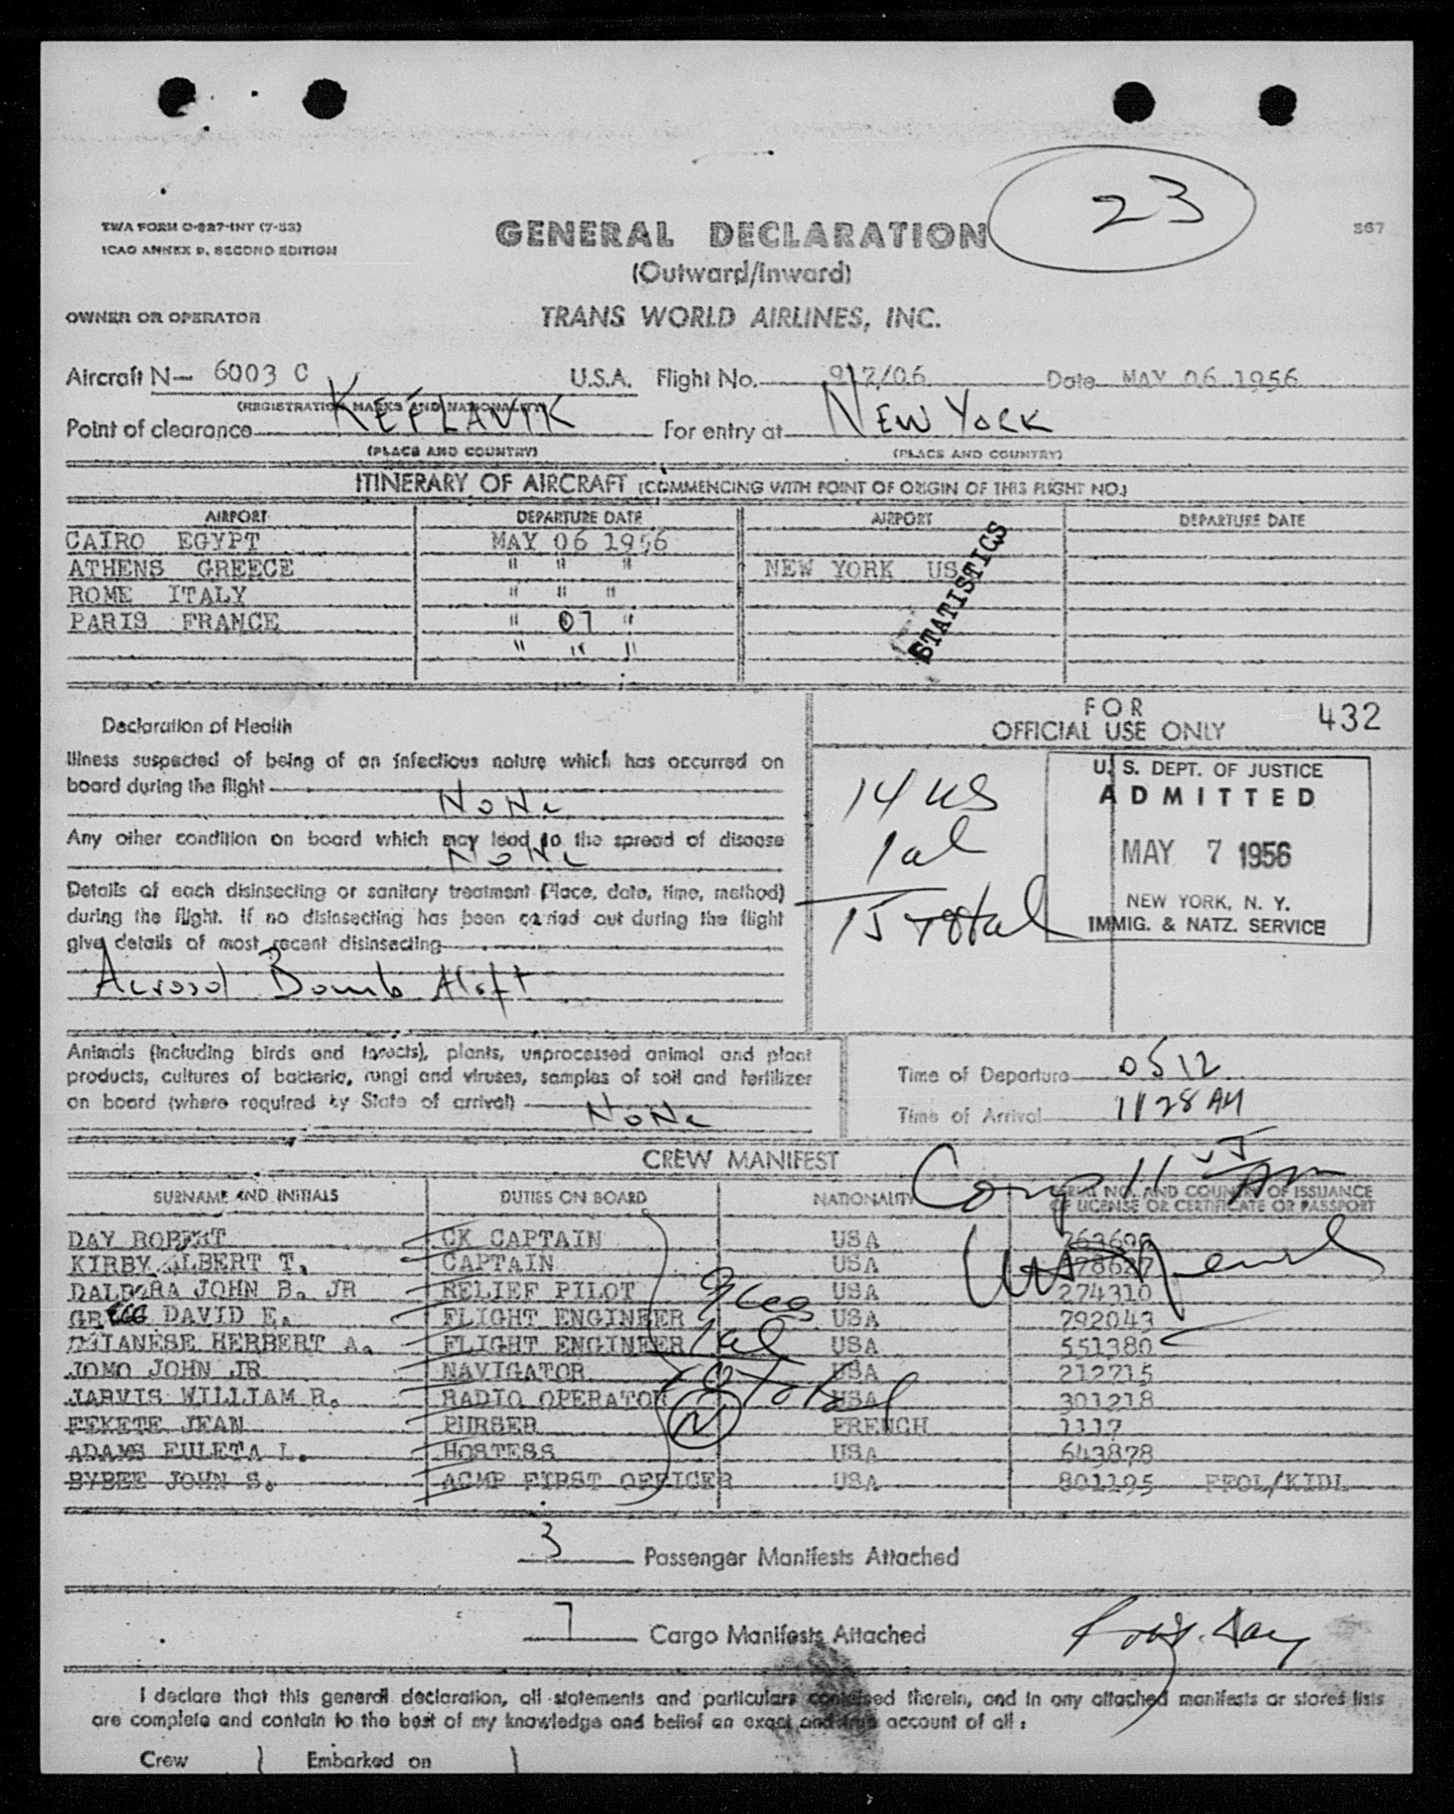 23
TWA FORM O-827-INT (7-53)
ICAO ANNEX 9, SECOND EDITION
GENERAL DECLARATION
367
(Outward/Inward)
OWNER OR OPERATOR
TRANS WORLD AIRLINES, INC.
Aircraft N- 6003 C U.S.A. Flight No. 917/06 Date MAY 06 1956
(REGISTRATION MARKS AND NATIONALITY)
Point of clearance KEFLAVIK For entry at NEW YORK
(PLACE AND COUNTRY) (PLACE AND COUNTRY)
ITINERARY OF AIRCRAFT (COMMENCING WITH POINT OF ORIGIN OF THIS FLIGHT NO.)
AIRPORT DEPARTURE DATE AIRPORT DEPARTURE DATE
CAIRO EGYPT MAY 06 1956
ATHENS GREECE " " " NEW YORK US
ROME ITALY " " "
PARIS FRANCE " 07 "
" " "
STATISTICS
Declaration of Health
Illness suspected of being of an infectious nature which has occurred on
board during the flight NoNe
Any other condition on board which may lead to the spread of disease
NoNe
Details of each disinsecting or sanitary treatment (Place, date, time, method)
during the flight. If no disinsecting has been carried out during the flight
give details of most recent disinsecting
Aerosol Bomb Aloft
FOR
OFFICIAL USE ONLY 432
14 US
1 al
15 Total
U. S. DEPT. OF JUSTICE
ADMITTED
MAY 7 1956
NEW YORK, N. Y.
IMMIG. & NATZ. SERVICE
Animals (including birds and insects), plants, unprocessed animal and plant
products, cultures of bacteria, fungi and viruses, samples of soil and fertilizer
on board (where required by State of arrival) NoNe
Time of Departure 0512
Time of Arrival 1128 AM
CREW MANIFEST
SURNAME AND INITIALS DUTIES ON BOARD NATIONALITY SERIAL NO. AND COUNTRY OF ISSUANCE
OF LICENSE OR CERTIFICATE OR PASSPORT
DAY ROBERT CK CAPTAIN USA
KIRBY ALBERT T. CAPTAIN USA
DALPORA JOHN B. JR RELIEF PILOT USA 274310
GREGG DAVID E. FLIGHT ENGINEER USA 792043
HERBERT A. FLIGHT ENGINEER USA 551380
JOMO JOHN JR NAVIGATOR USA 212715
JARVIS WILLIAM R. RADIO OPERATOR USA 301218
FEKETE JEAN PURSER FRENCH 1117
ADAMS EULETA L. HOSTESS USA 643878
BYBEE JOHN S. ACMP FIRST OFFICER USA 801195 FFOL/KIDL
9 US
1 al
10 Total
N
3 Passenger Manifests Attached
7 Cargo Manifests Attached
I declare that this general declaration, all statements and particulars contained therein, and in any attached manifests or stores lists
are complete and contain to the best of my knowledge and belief an exact and true account of all :
Crew } Embarked on }